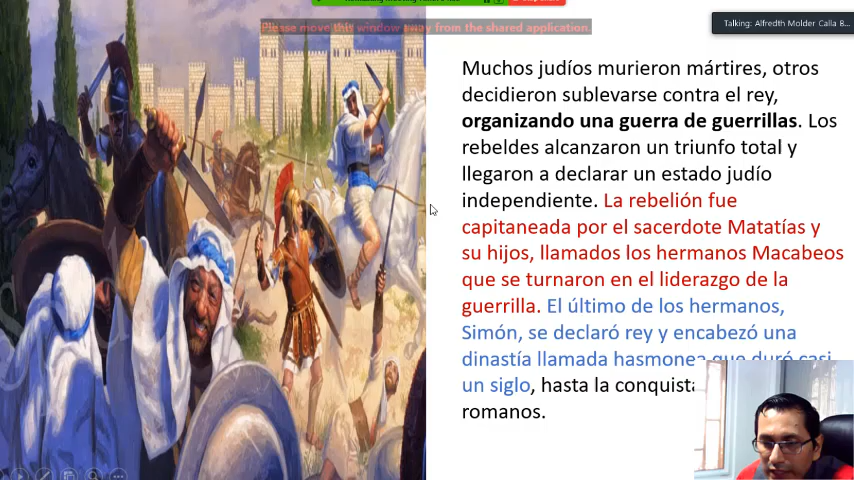 Please move this window away from the shared application.
Talking: Alfredth Molder Calla B...
Muchos judíos murieron mártires, otros
decidieron sublevarse contra el rey,
organizando una guerra de guerrillas. Los
rebeldes alcanzaron un triunfo total y
llegaron a declarar un estado judío
independiente. La rebelión fue
capitaneada por el sacerdote Matatías y
su hijos, llamados los hermanos Macabeos
que se turnaron en el liderazgo de la
guerrilla. El último de los hermanos,
Simón, se declaró rey y encabezó una
dinastía llamada hasmonea que duró casi
un siglo, hasta la conquista
romanos.